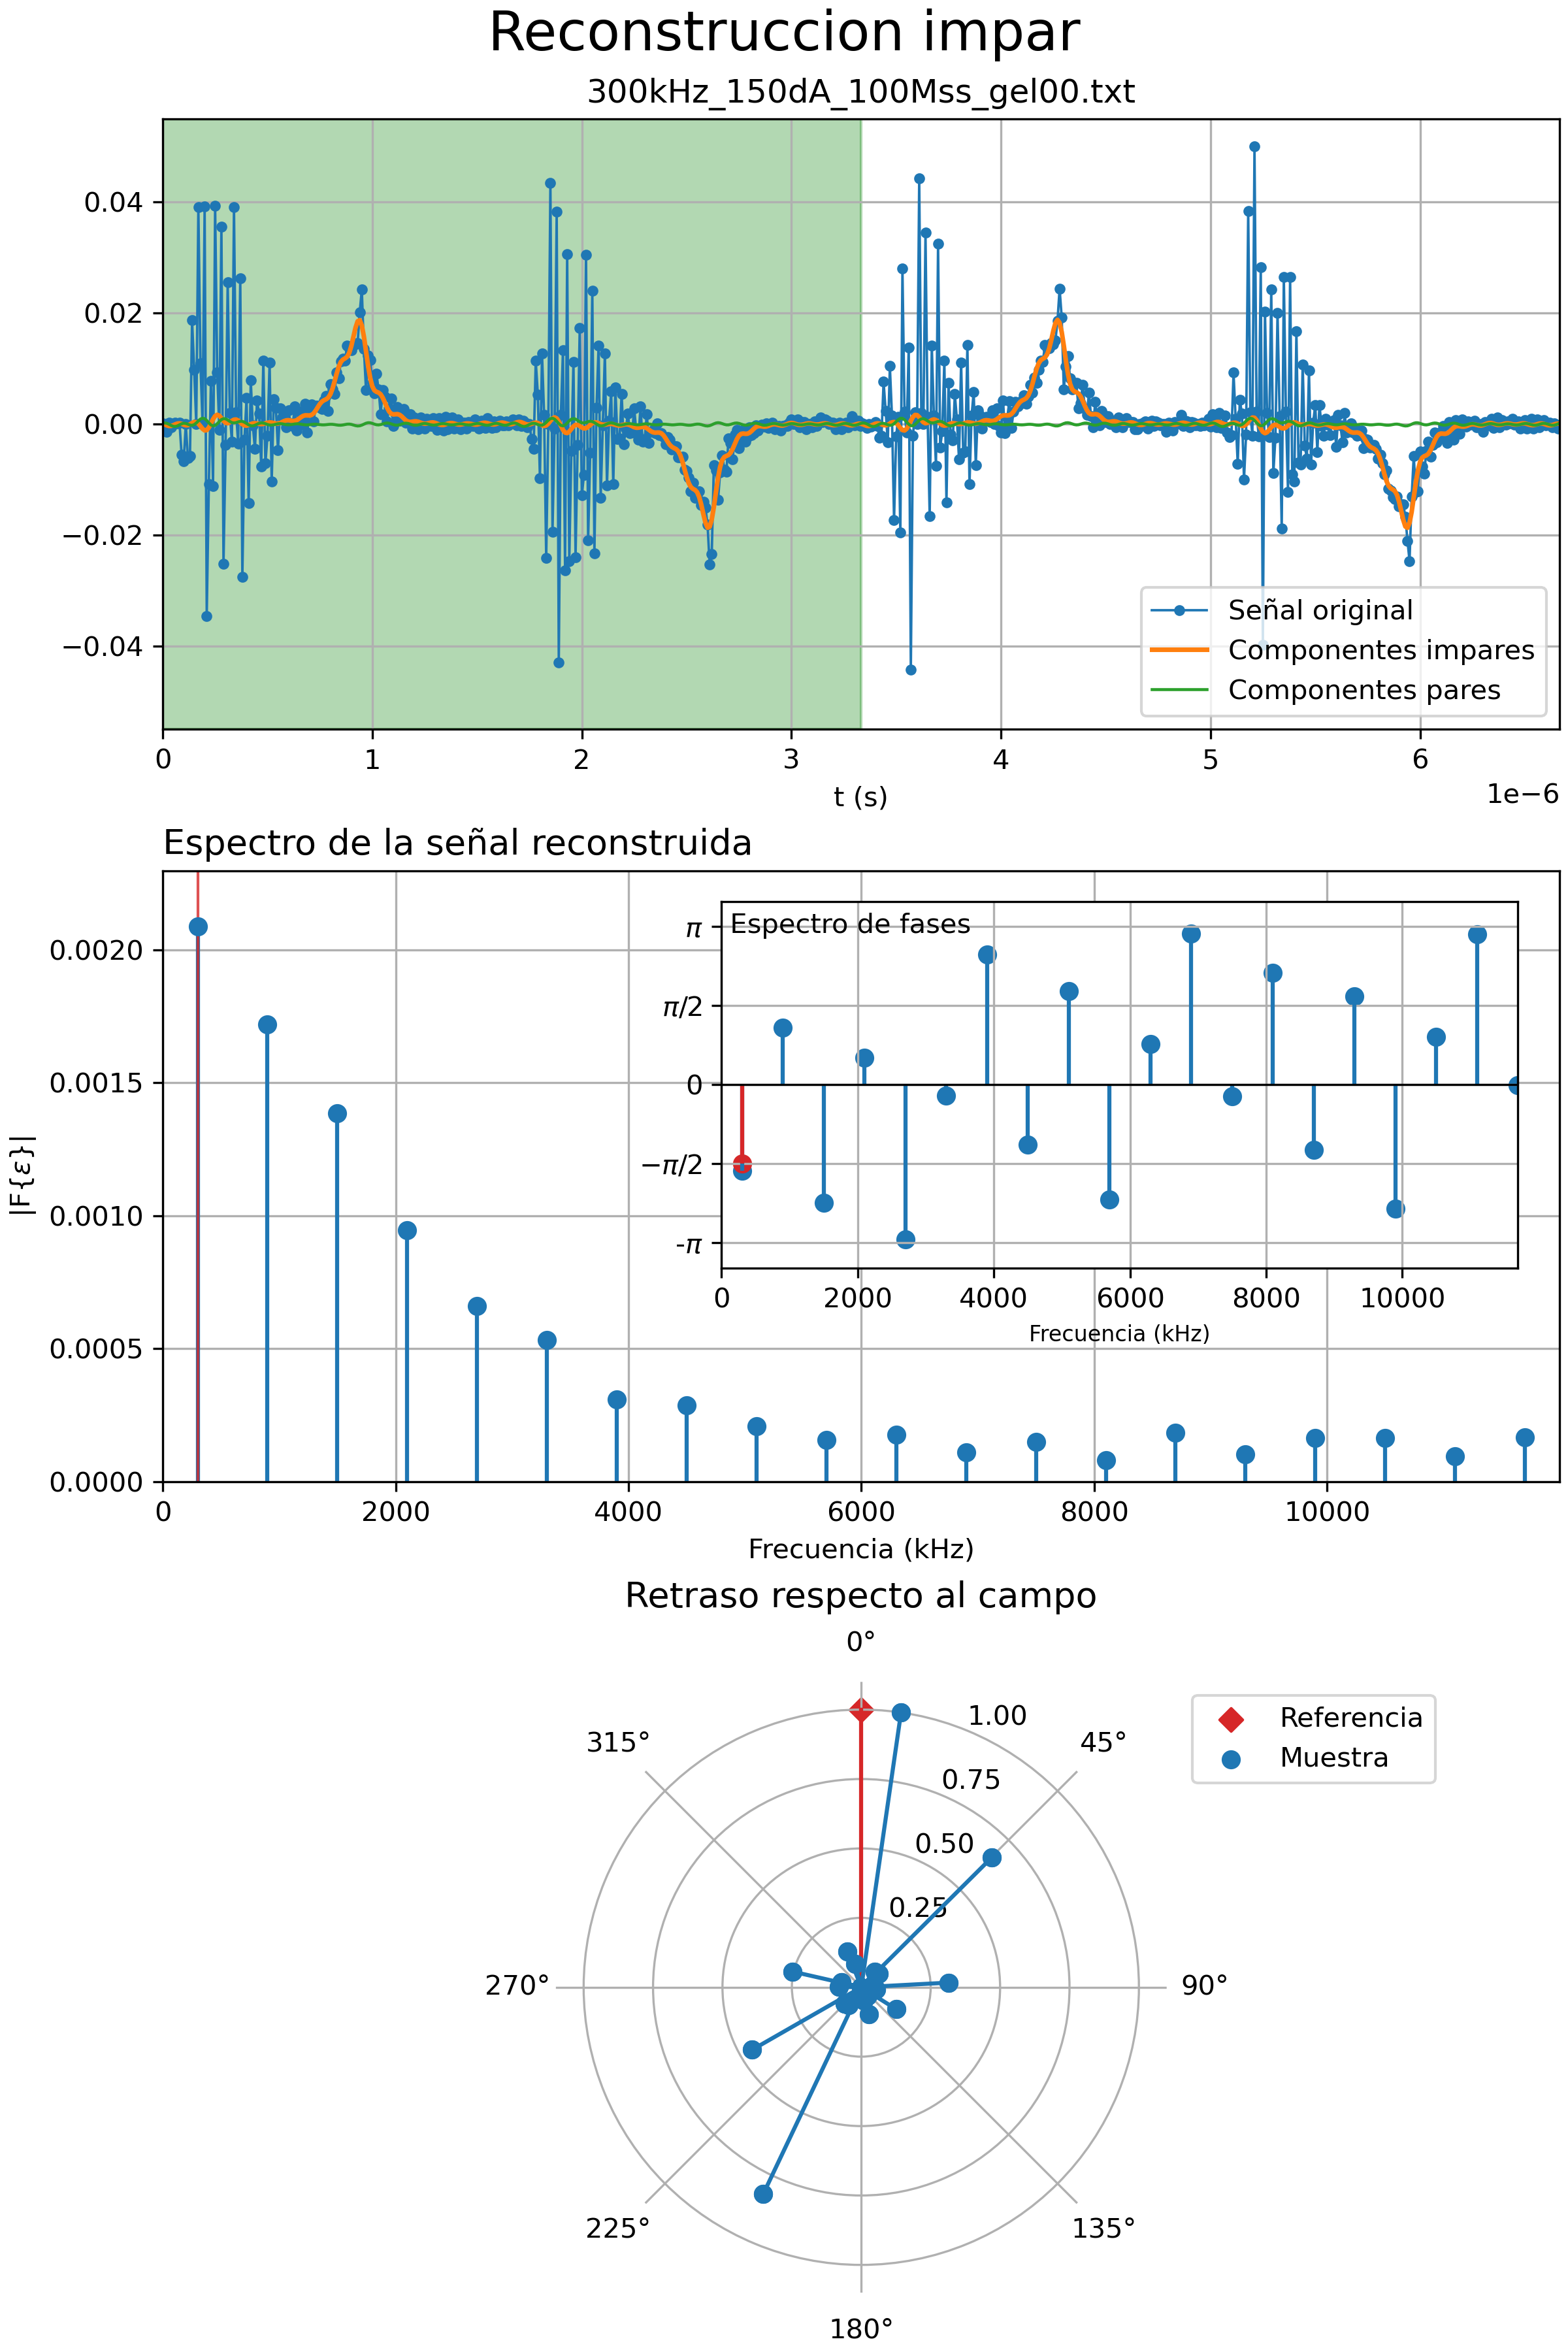 Reconstruccion impar
300kHz_150dA_100Mss_gel00.txt
0.04
0.02
0.00
−0.02
−0.04
Señal original
Componentes impares
Componentes pares
0 1 2 3 4 5 6
t (s)
1e−6
Espectro de la señal reconstruida
0.0020
0.0015
0.0010
0.0005
0.0000
|F{ε}|
Espectro de fases
π
π/2
0
−π/2
-π
0 2000 4000 6000 8000 10000
Frecuencia (kHz)
0 2000 4000 6000 8000 10000
Frecuencia (kHz)
Retraso respecto al campo
0°
45°
90°
135°
180°
225°
270°
315°
1.00
0.75
0.50
0.25
Referencia
Muestra